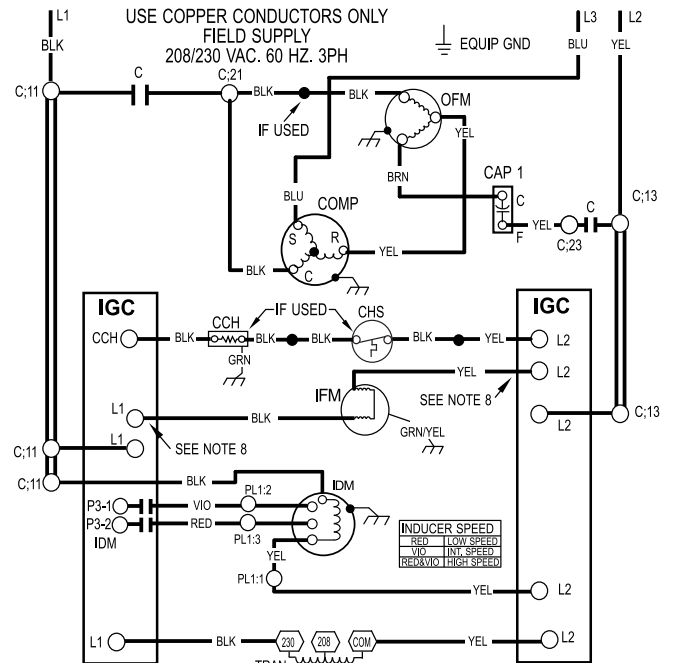 L1
USE COPPER CONDUCTORS ONLY
FIELD SUPPLY
208/230 VAC. 60 HZ. 3PH
L3
L2
BLK
EQUIP GND
BLU
YEL
C;11
C
C;21
BLK
BLK
IF USED
OFM
YEL
BRN
CAP 1
C
F
YEL
C;23
C
C;13
BLU
COMP
S
R
C
YEL
BLK
IGC
IGC
IF USED
CHS
CCH
BLK
CCH
BLK
BLK
BLK
YEL
L2
GRN
YEL
L2
SEE NOTE 8
IFM
L1
BLK
GRN/YEL
L2
C;13
C;11
L1
SEE NOTE 8
C;11
BLK
PL1:2
IDM
P3-1
VIO
P3-2
RED
IDM
PL1:3
YEL
INDUCER SPEED
RED LOW SPEED
VIO INT, SPEED
RED&VIO HIGH SPEED
PL1:1
YEL
L2
L1
BLK
230
208
COM
YEL
L2
TRAN